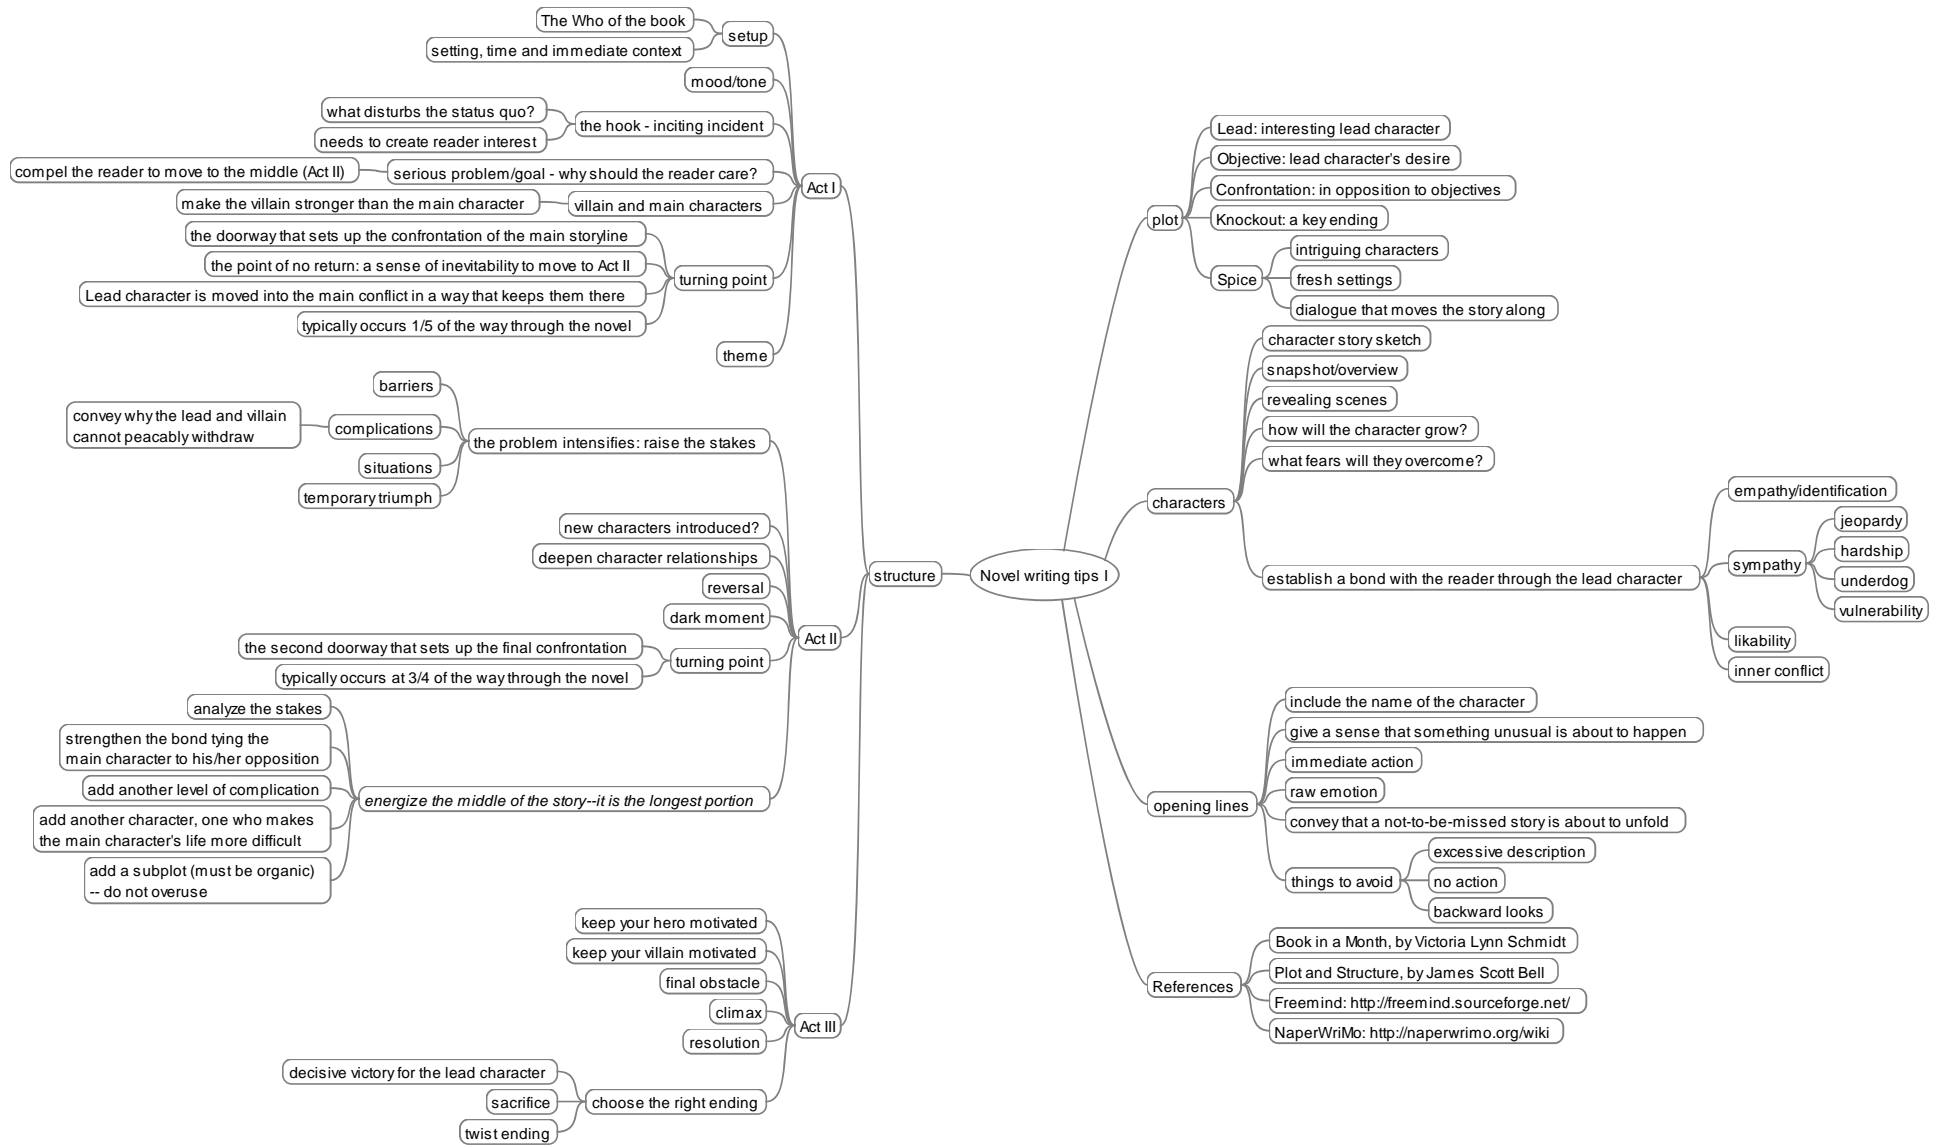 Novel writing tips I
structure
Act I
setup
The Who of the book
setting, time and immediate context
mood/tone
the hook - inciting incident
what disturbs the status quo?
needs to create reader interest
serious problem/goal - why should the reader care?
compel the reader to move to the middle (Act II)
villain and main characters
make the villain stronger than the main character
turning point
the doorway that sets up the confrontation of the main storyline
the point of no return: a sense of inevitability to move to Act II
Lead character is moved into the main conflict in a way that keeps them there
typically occurs 1/5 of the way through the novel
theme
Act II
the problem intensifies: raise the stakes
barriers
complications
convey why the lead and villain
cannot peacably withdraw
situations
temporary triumph
new characters introduced?
deepen character relationships
reversal
dark moment
turning point
the second doorway that sets up the final confrontation
typically occurs at 3/4 of the way through the novel
energize the middle of the story--it is the longest portion
analyze the stakes
strengthen the bond tying the
main character to his/her opposition
add another level of complication
add another character, one who makes
the main character's life more difficult
add a subplot (must be organic)
-- do not overuse
Act III
keep your hero motivated
keep your villain motivated
final obstacle
climax
resolution
choose the right ending
decisive victory for the lead character
sacrifice
twist ending
plot
Lead: interesting lead character
Objective: lead character's desire
Confrontation: in opposition to objectives
Knockout: a key ending
Spice
intriguing characters
fresh settings
dialogue that moves the story along
characters
character story sketch
snapshot/overview
revealing scenes
how will the character grow?
what fears will they overcome?
establish a bond with the reader through the lead character
empathy/identification
sympathy
jeopardy
hardship
underdog
vulnerability
likability
inner conflict
opening lines
include the name of the character
give a sense that something unusual is about to happen
immediate action
raw emotion
convey that a not-to-be-missed story is about to unfold
things to avoid
excessive description
no action
backward looks
References
Book in a Month, by Victoria Lynn Schmidt
Plot and Structure, by James Scott Bell
Freemind: http://freemind.sourceforge.net/
NaperWriMo: http://naperwrimo.org/wiki